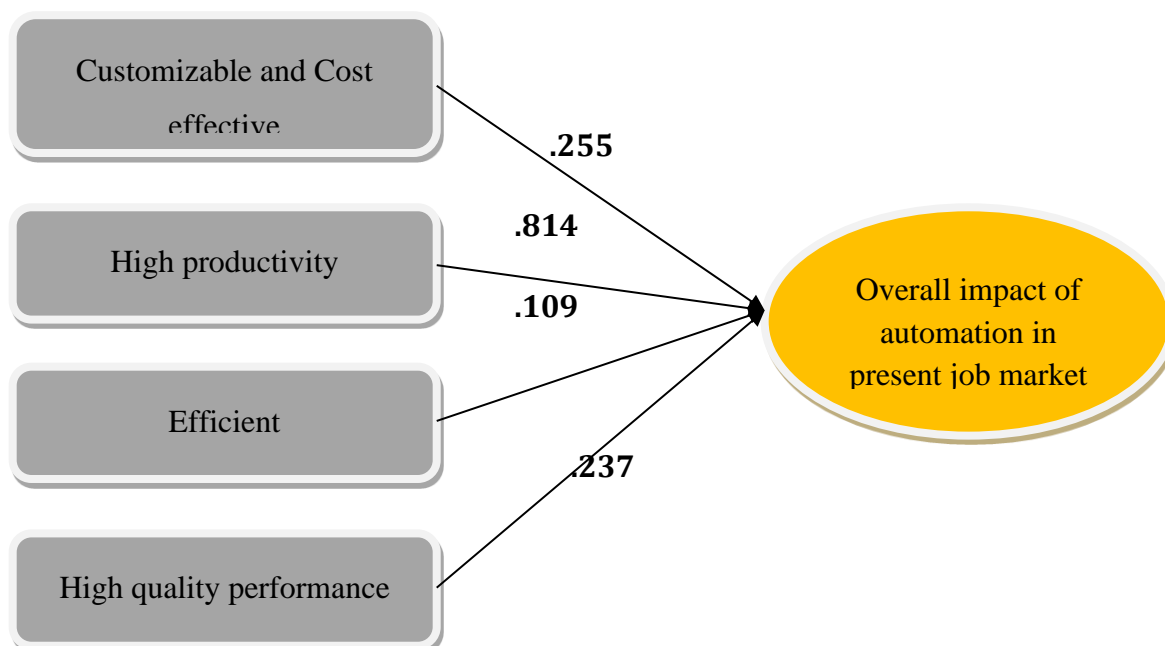 Customizable and Cost
effective
.255
.814
High productivity
.109
Overall impact of
automation in
present job market
Efficient
.237
High quality performance